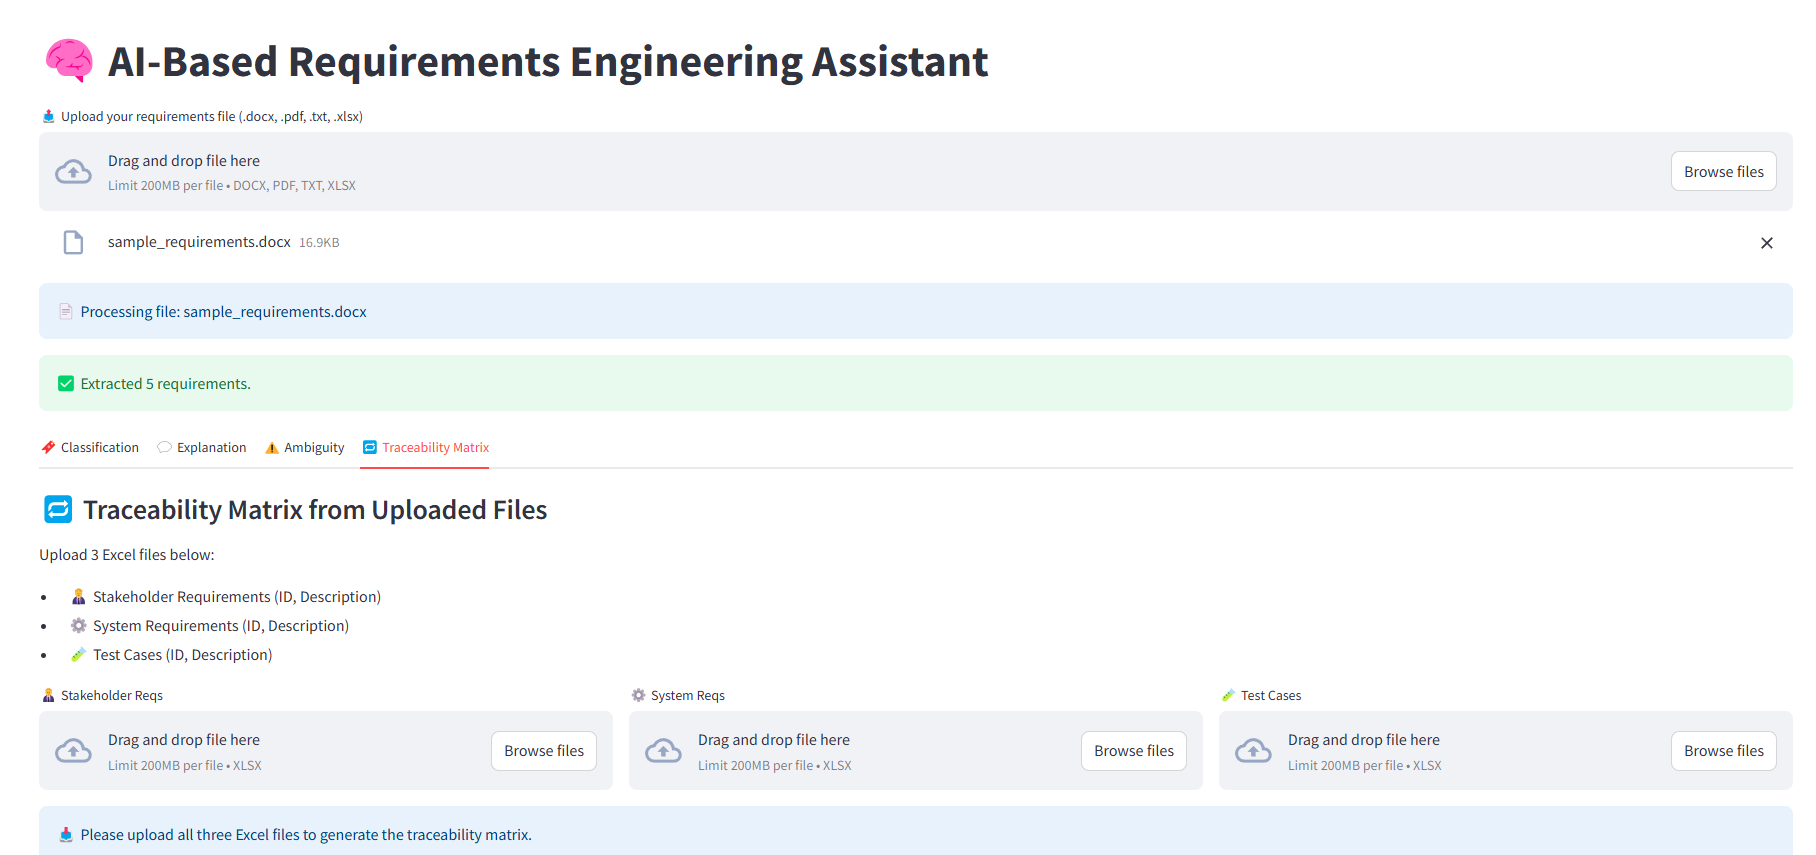 AI-Based Requirements Engineering Assistant
Upload your requirements file (.docx, .pdf, .txt, .xlsx)
Drag and drop file here
Limit 200MB per file • DOCX, PDF, TXT, XLSX
Browse files
sample_requirements.docx 16.9KB
Processing file: sample_requirements.docx
Extracted 5 requirements.
Classification Explanation Ambiguity Traceability Matrix
Traceability Matrix from Uploaded Files
Upload 3 Excel files below:
• Stakeholder Requirements (ID, Description)
• System Requirements (ID, Description)
• Test Cases (ID, Description)
Stakeholder Reqs
Drag and drop file here
Limit 200MB per file • XLSX
Browse files
System Reqs
Drag and drop file here
Limit 200MB per file • XLSX
Browse files
Test Cases
Drag and drop file here
Limit 200MB per file • XLSX
Browse files
Please upload all three Excel files to generate the traceability matrix.